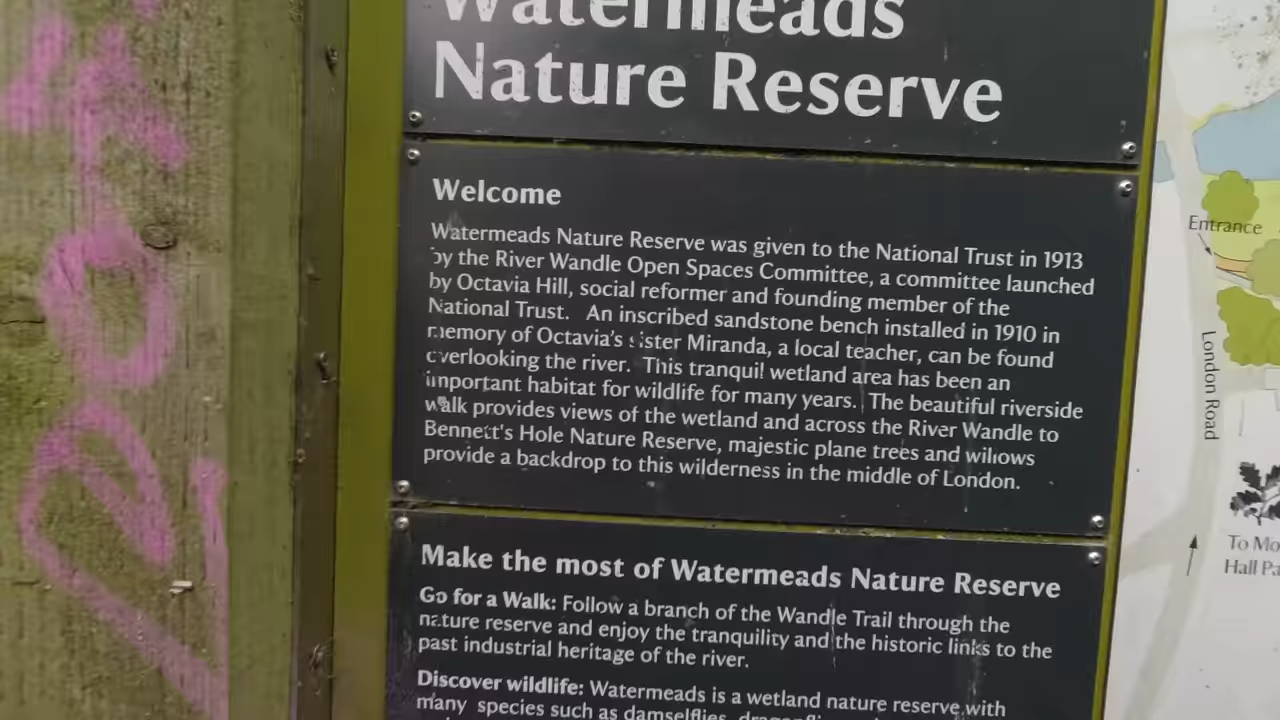 Watermeads
Nature Reserve
Welcome
Watermeads Nature Reserve was given to the National Trust in 1913
by the River Wandle Open Spaces Committee, a committee launched
by Octavia Hill, social reformer and founding member of the
National Trust. An inscribed sandstone bench installed in 1910 in
memory of Octavia's sister Miranda, a local teacher, can be found
overlooking the river. This tranquil wetland area has been an
important habitat for wildlife for many years. The beautiful riverside
walk provides views of the wetland and across the River Wandle to
Bennett's Hole Nature Reserve, majestic plane trees and willows
provide a backdrop to this wilderness in the middle of London.
Make the most of Watermeads Nature Reserve
Go for a Walk: Follow a branch of the Wandle Trail through the
nature reserve and enjoy the tranquility and the historic links to the
past industrial heritage of the river.
Discover wildlife: Watermeads is a wetland nature reserve with
many species such as damselflies,
Entrance
London Road
To Mo
Hall Pa